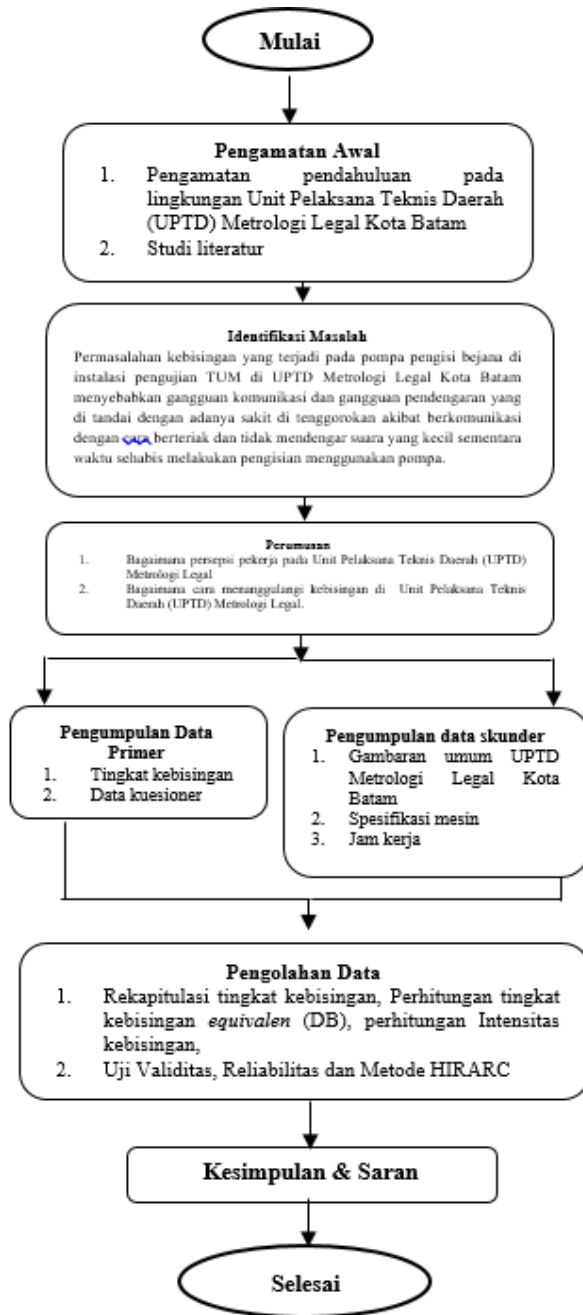 Mulai
Pengamatan Awal
1. Pengamatan pendahuluan pada
lingkungan Unit Pelaksana Teknis Daerah
(UPTD) Metrologi Legal Kota Batam
2. Studi literatur
Identifikasi Masalah
Permasalahan kebisingan yang terjadi pada pompa pengisi bejana di
instalasi pengujian TUM di UPTD Metrologi Legal Kota Batam
menyebabkan gangguan komunikasi dan gangguan pendengaran yang
di tandai dengan adanya sakit di tenggorokan akibat berkomunikasi
dengan cara berteriak dan tidak mendengar suara yang kecil sementara
waktu sehabis melakukan pengisian menggunakan pompa.
Perumusan
1. Bagaimana persepsi pekerja pada Unit Pelaksana Teknis Daerah (UPTD)
Metrologi Legal
2. Bagaimana cara menanggulangi kebisingan di Unit Pelaksana Teknis
Daerah (UPTD) Metrologi Legal.
Pengumpulan Data
Primer
1. Tingkat kebisingan
2. Data kuesioner
Pengumpulan data skunder
1. Gambaran umum UPTD
Metrologi Legal Kota
Batam
2. Spesifikasi mesin
3. Jam kerja
Pengolahan Data
1. Rekapitulasi tingkat kebisingan, Perhitungan tingkat
kebisingan equivalen (DB), perhitungan Intensitas
kebisingan,
2. Uji Validitas, Reliabilitas dan Metode HIRARC
Kesimpulan & Saran
Selesai